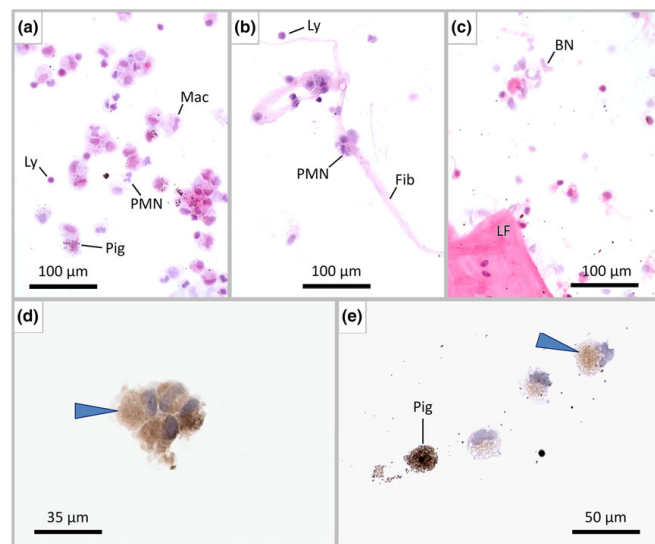 (a)
Mac
Ly
PMN
Pig
100 µm
(b)
Ly
PMN
Fib
100 µm
(c)
BN
LF
100 µm
(d)
35 µm
(e)
Pig
50 µm